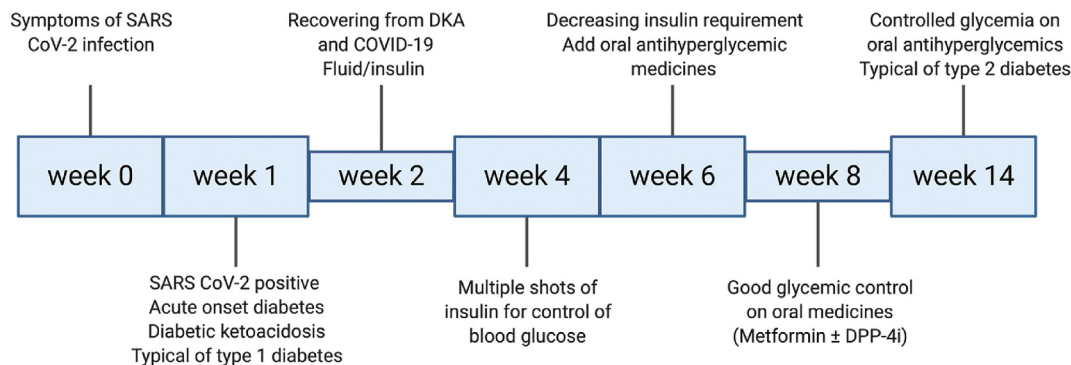 Symptoms of SARS
CoV-2 infection
Recovering from DKA
and COVID-19
Fluid/insulin
Decreasing insulin requirement
Add oral antihyperglycemic
medicines
Controlled glycemia on
oral antihyperglycemics
Typical of type 2 diabetes
week 0
week 1
week 2
week 4
week 6
week 8
week 14
SARS CoV-2 positive
Acute onset diabetes
Diabetic ketoacidosis
Typical of type 1 diabetes
Multiple shots of
insulin for control of
blood glucose
Good glycemic control
on oral medicines
(Metformin ± DPP-4i)